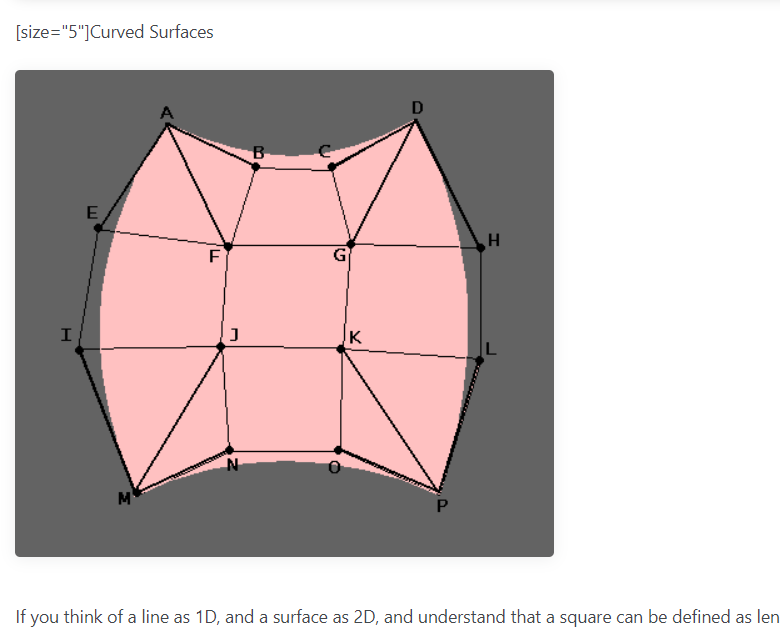 [size="5"]Curved Surfaces
A D
B C
E
H
F G
I J K
L
N O
M P
If you think of a line as 1D, and a surface as 2D, and understand that a square can be defined as len